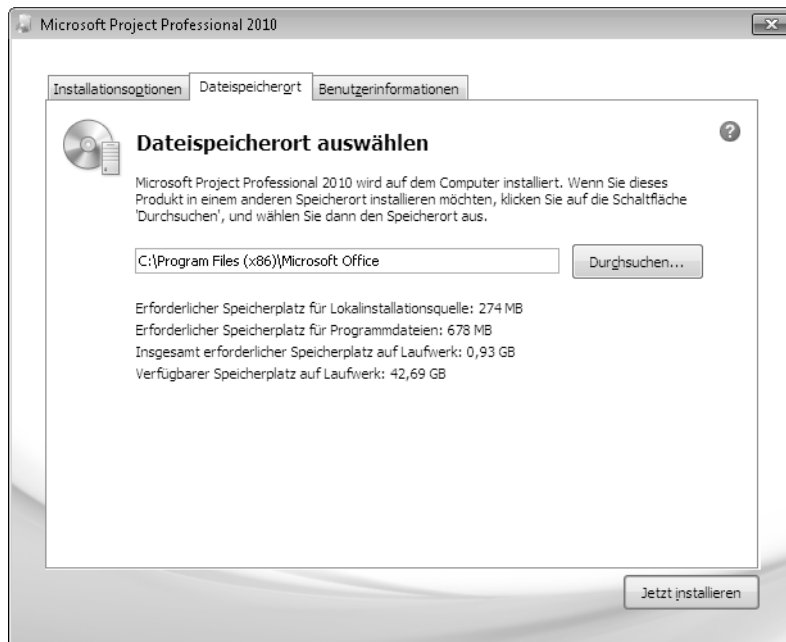 Microsoft Project Professional 2010
Installationsoptionen Dateispeicherort Benutzerinformationen
Dateispeicherort auswählen
Microsoft Project Professional 2010 wird auf dem Computer installiert. Wenn Sie dieses
Produkt in einem anderen Speicherort installieren möchten, klicken Sie auf die Schaltfläche
'Durchsuchen', und wählen Sie dann den Speicherort aus.
C:\Program Files (x86)\Microsoft Office Durchsuchen...
Erforderlicher Speicherplatz für Lokalinstallationsquelle: 274 MB
Erforderlicher Speicherplatz für Programmdateien: 678 MB
Insgesamt erforderlicher Speicherplatz auf Laufwerk: 0,93 GB
Verfügbarer Speicherplatz auf Laufwerk: 42,69 GB
Jetzt installieren